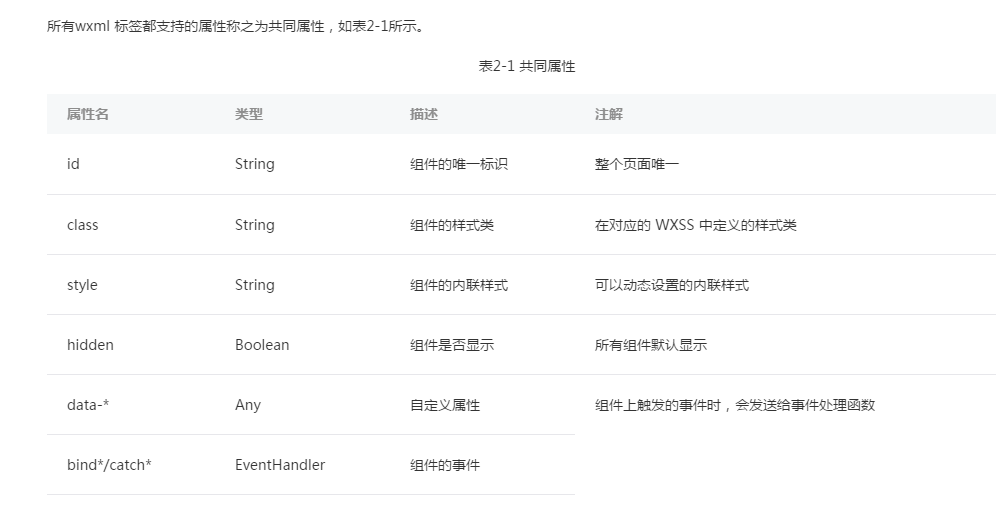 所有wxml 标签都支持的属性称之为共同属性，如表2-1所示。
表2-1 共同属性
属性名 类型 描述 注解
id String 组件的唯一标识 整个页面唯一
class String 组件的样式类 在对应的 WXSS 中定义的样式类
style String 组件的内联样式 可以动态设置的内联样式
hidden Boolean 组件是否显示 所有组件默认显示
data-* Any 自定义属性 组件上触发的事件时，会发送给事件处理函数
bind*/catch* EventHandler 组件的事件